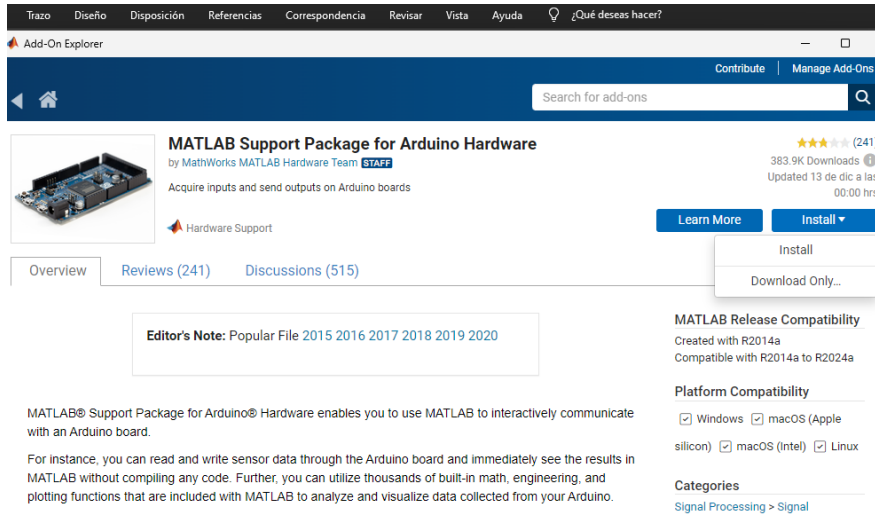 Trazo Diseño Disposición Referencias Correspondencia Revisar Vista Ayuda ¿Qué deseas hacer?
Add-On Explorer
Contribute Manage Add-Ons
Search for add-ons
MATLAB Support Package for Arduino Hardware
by MathWorks MATLAB Hardware Team STAFF
Acquire inputs and send outputs on Arduino boards
Hardware Support
(241)
383.9K Downloads
Updated 13 de dic a las
00:00 hrs
Learn More Install
Install
Download Only...
Overview Reviews (241) Discussions (515)
Editor's Note: Popular File 2015 2016 2017 2018 2019 2020
MATLAB® Support Package for Arduino® Hardware enables you to use MATLAB to interactively communicate
with an Arduino board.
For instance, you can read and write sensor data through the Arduino board and immediately see the results in
MATLAB without compiling any code. Further, you can utilize thousands of built-in math, engineering, and
plotting functions that are included with MATLAB to analyze and visualize data collected from your Arduino.
MATLAB Release Compatibility
Created with R2014a
Compatible with R2014a to R2024a
Platform Compatibility
Windows macOS (Apple
silicon) macOS (Intel) Linux
Categories
Signal Processing > Signal